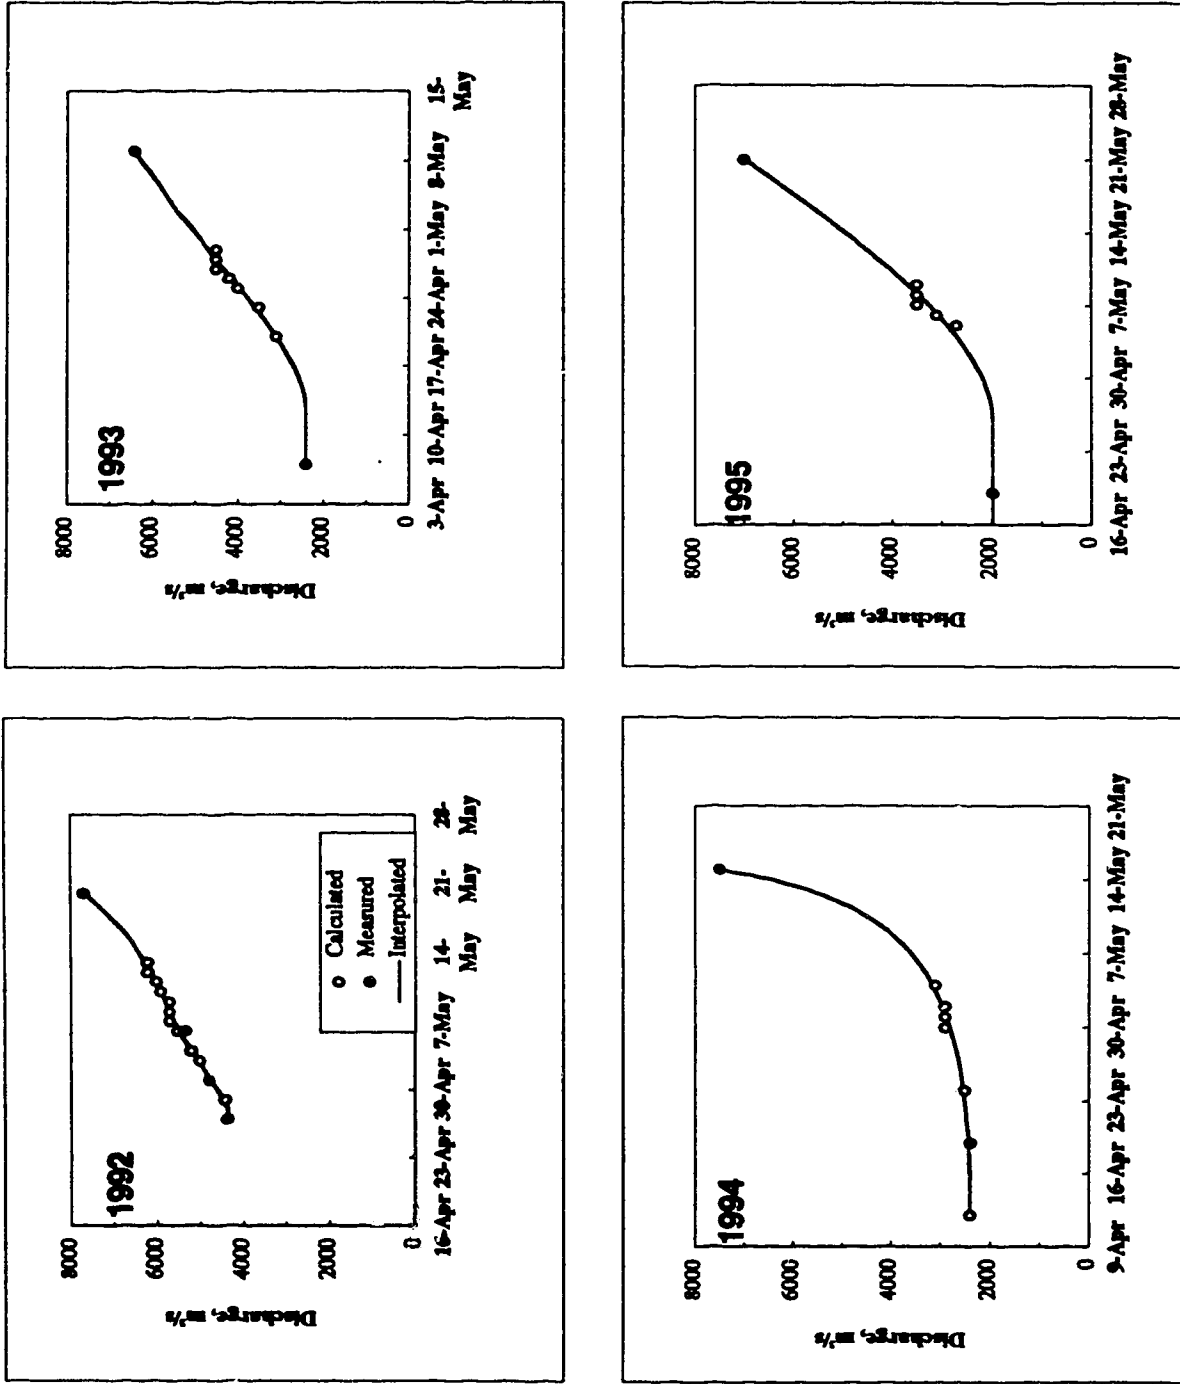 1992
8000
6000
4000
2000
0
Discharge, m³/s
16-Apr 23-Apr 30-Apr 7-May 14- 21- 28-
May May May
Calculated
Measured
Interpolated
1993
8000
6000
4000
2000
0
Discharge, m³/s
3-Apr 10-Apr 17-Apr 24-Apr 1-May 8-May 15-
May
1994
8000
6000
4000
2000
0
Discharge, m³/s
9-Apr 16-Apr 23-Apr 30-Apr 7-May 14-May 21-May
1995
8000
6000
4000
2000
0
Discharge, m³/s
16-Apr 23-Apr 30-Apr 7-May 14-May 21-May 28-May